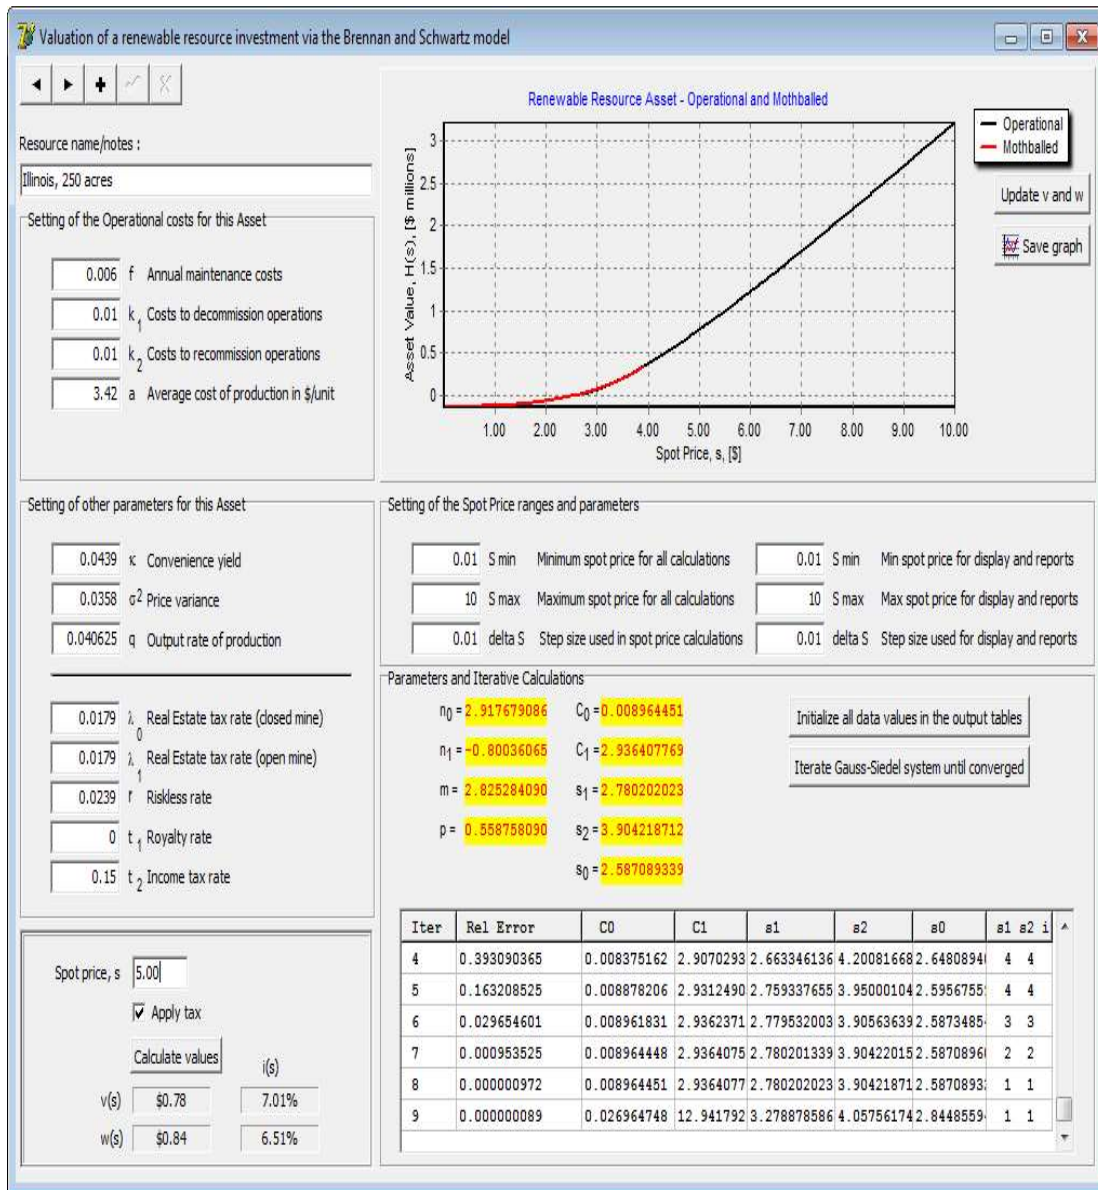 Valuation of a renewable resource investment via the Brennan and Schwartz model
Resource name/notes :
Illinois, 250 acres
Setting of the Operational costs for this Asset
0.006 f Annual maintenance costs
0.01 k 1 Costs to decommission operations
0.01 k 2 Costs to recommission operations
3.42 a Average cost of production in $/unit
Renewable Resource Asset - Operational and Mothballed
Asset Value, H(s), [$ millions]
3
2.5
2
1.5
1
0.5
0
1.00 2.00 3.00 4.00 5.00 6.00 7.00 8.00 9.00 10.00
Spot Price, s, [$]
Operational
Mothballed
Update v and w
Save graph
Setting of other parameters for this Asset
0.0439 κ Convenience yield
0.0358 σ2 Price variance
0.040625 q Output rate of production
0.0179 λ 0 Real Estate tax rate (closed mine)
0.0179 λ 1 Real Estate tax rate (open mine)
0.0239 r Riskless rate
0 t 1 Royalty rate
0.15 t 2 Income tax rate
Setting of the Spot Price ranges and parameters
0.01 S min Minimum spot price for all calculations 0.01 S min Min spot price for display and reports
10 S max Maximum spot price for all calculations 10 S max Max spot price for display and reports
0.01 delta S Step size used in spot price calculations 0.01 delta S Step size used for display and reports
Parameters and Iterative Calculations
n0 = 2.917679086 C0 = 0.008964451
n1 = -0.80036065 C1 = 2.936407769
m = 2.825284090 s1 = 2.780202023
p = 0.558758090 s2 = 3.904218712
s0 = 2.587089339
Initialize all data values in the output tables
Iterate Gauss-Siedel system until converged
Iter Rel Error C0 C1 s1 s2 s0 s1 s2 i
4 0.393090365 0.008375162 2.9070293 2.663346136 4.20081668 2.6480894 4 4
5 0.163208525 0.008878206 2.9312490 2.759337655 3.95000104 2.5956755 4 4
6 0.029654601 0.008961831 2.9362371 2.779532003 3.90563639 2.5873485 3 3
7 0.000953525 0.008964448 2.9364075 2.780201339 3.90422015 2.5870896 2 2
8 0.000000972 0.008964451 2.9364077 2.780202023 3.90421871 2.5870893 1 1
9 0.000000089 0.026964748 12.941792 3.278878586 4.05756174 2.8448559 1 1
Spot price, s 5.00
Apply tax
Calculate values
i(s)
v(s) $0.78 7.01%
w(s) $0.84 6.51%